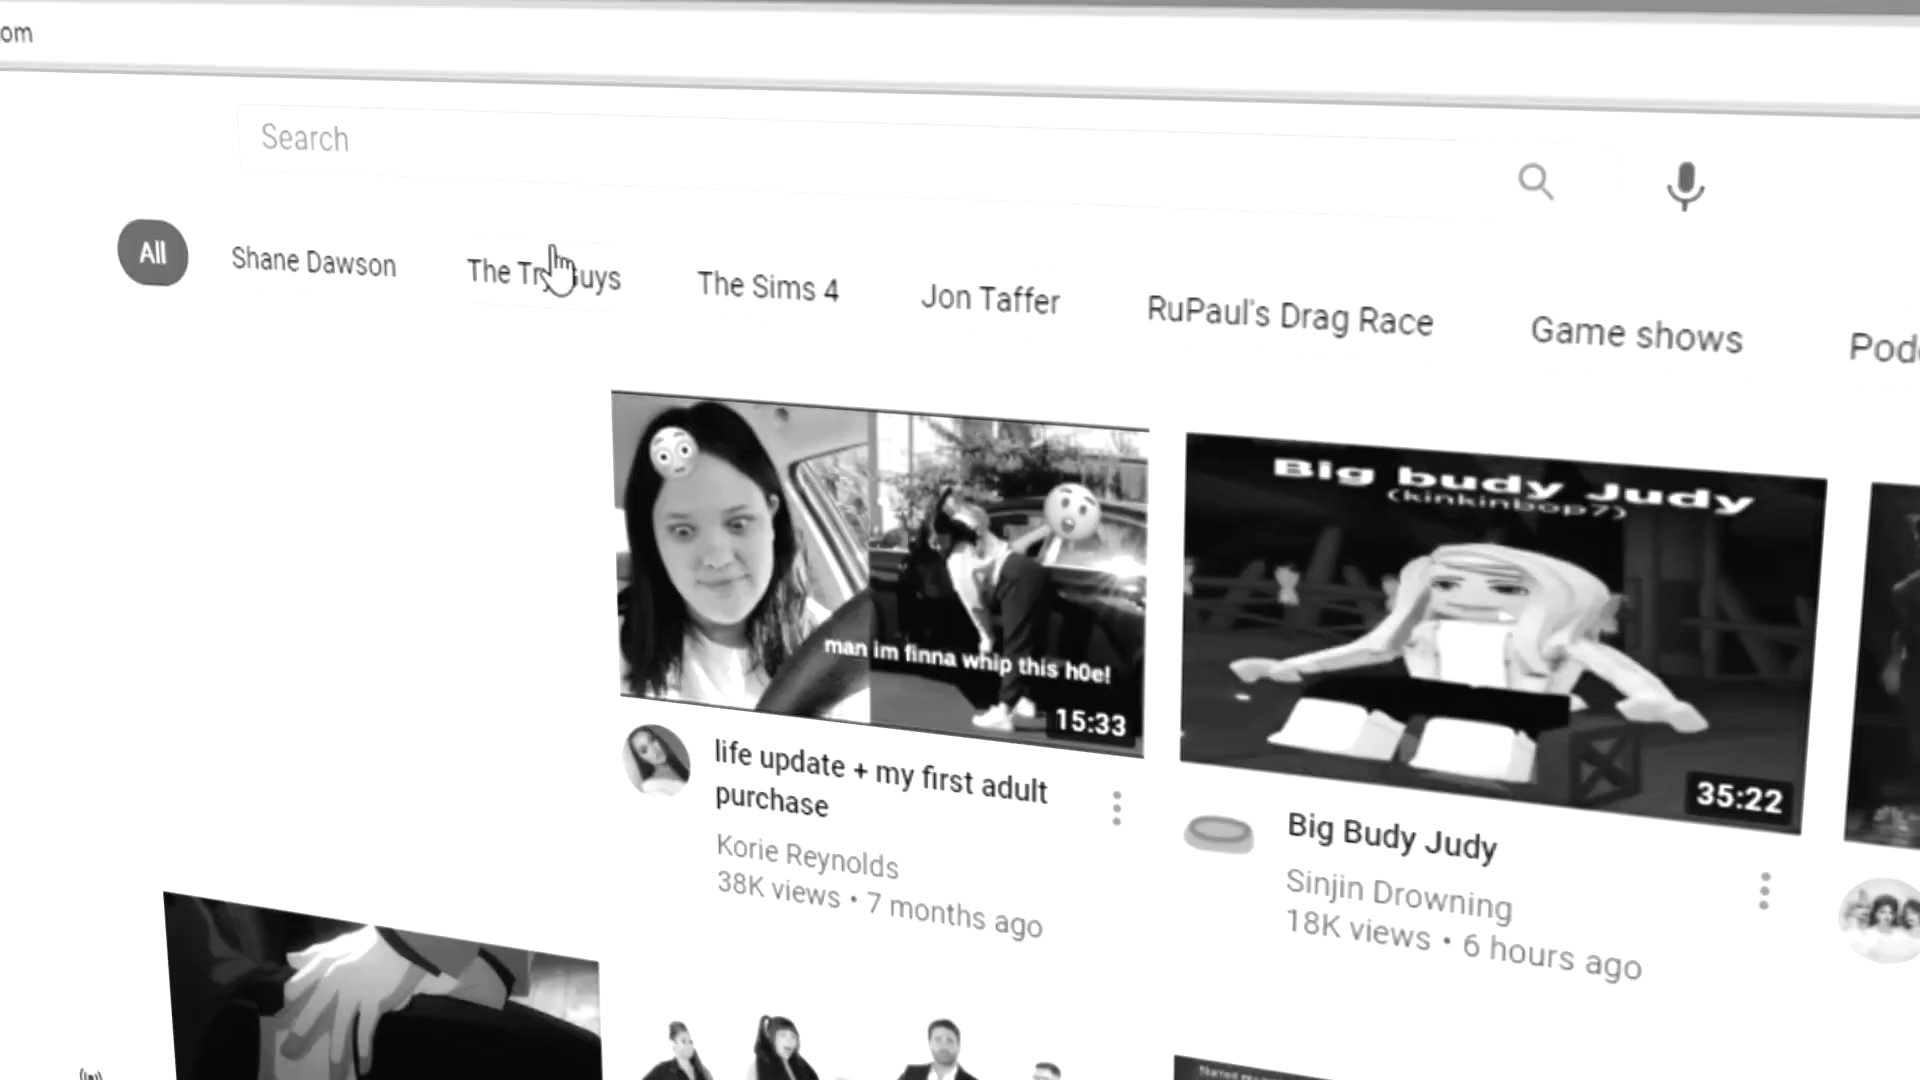 om
Search
All
Shane Dawson
The Sims 4
Jon Taffer
RuPaul's Drag Race
Game shows
man im finna whip this h0e!
15:33
life update + my first adult
purchase
Korie Reynolds
38K views • 7 months ago
Big budy Judy
(kinkinbop7)
35:22
Big Budy Judy
Sinjin Drowning
18K views • 6 hours ago